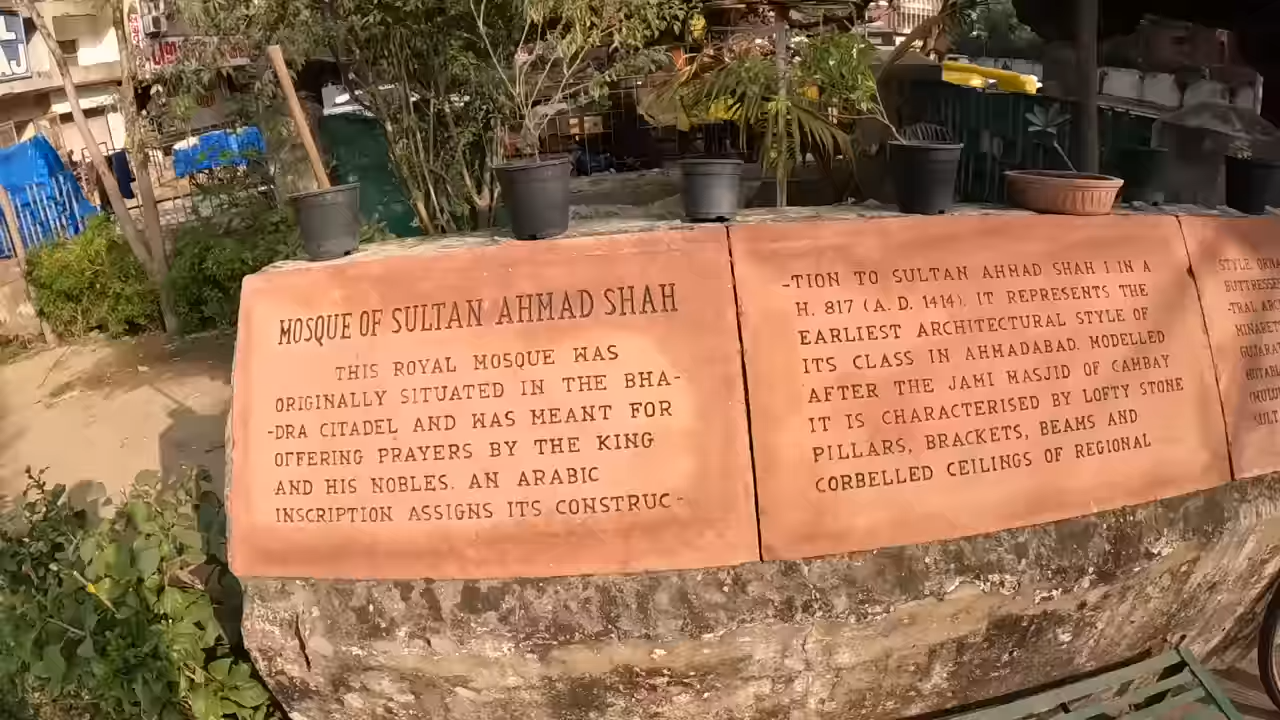 MOSQUE OF SULTAN AHMAD SHAH
THIS ROYAL MOSQUE WAS
ORIGINALLY SITUATED IN THE BHA-
-DRA CITADEL AND WAS MEANT FOR
OFFERING PRAYERS BY THE KING
AND HIS NOBLES. AN ARABIC
INSCRIPTION ASSIGNS ITS CONSTRUC-
-TION TO SULTAN AHMAD SHAH I IN A
H. 817 (A. D. 1414). IT REPRESENTS THE
EARLIEST ARCHITECTURAL STYLE OF
ITS CLASS IN AHMADABAD. MODELLED
AFTER THE JAMI MASJID OF CAMBAY
IT IS CHARACTERISED BY LOFTY STONE
PILLARS, BRACKETS, BEAMS AND
CORBELLED CEILINGS OF REGIONAL
STYLE